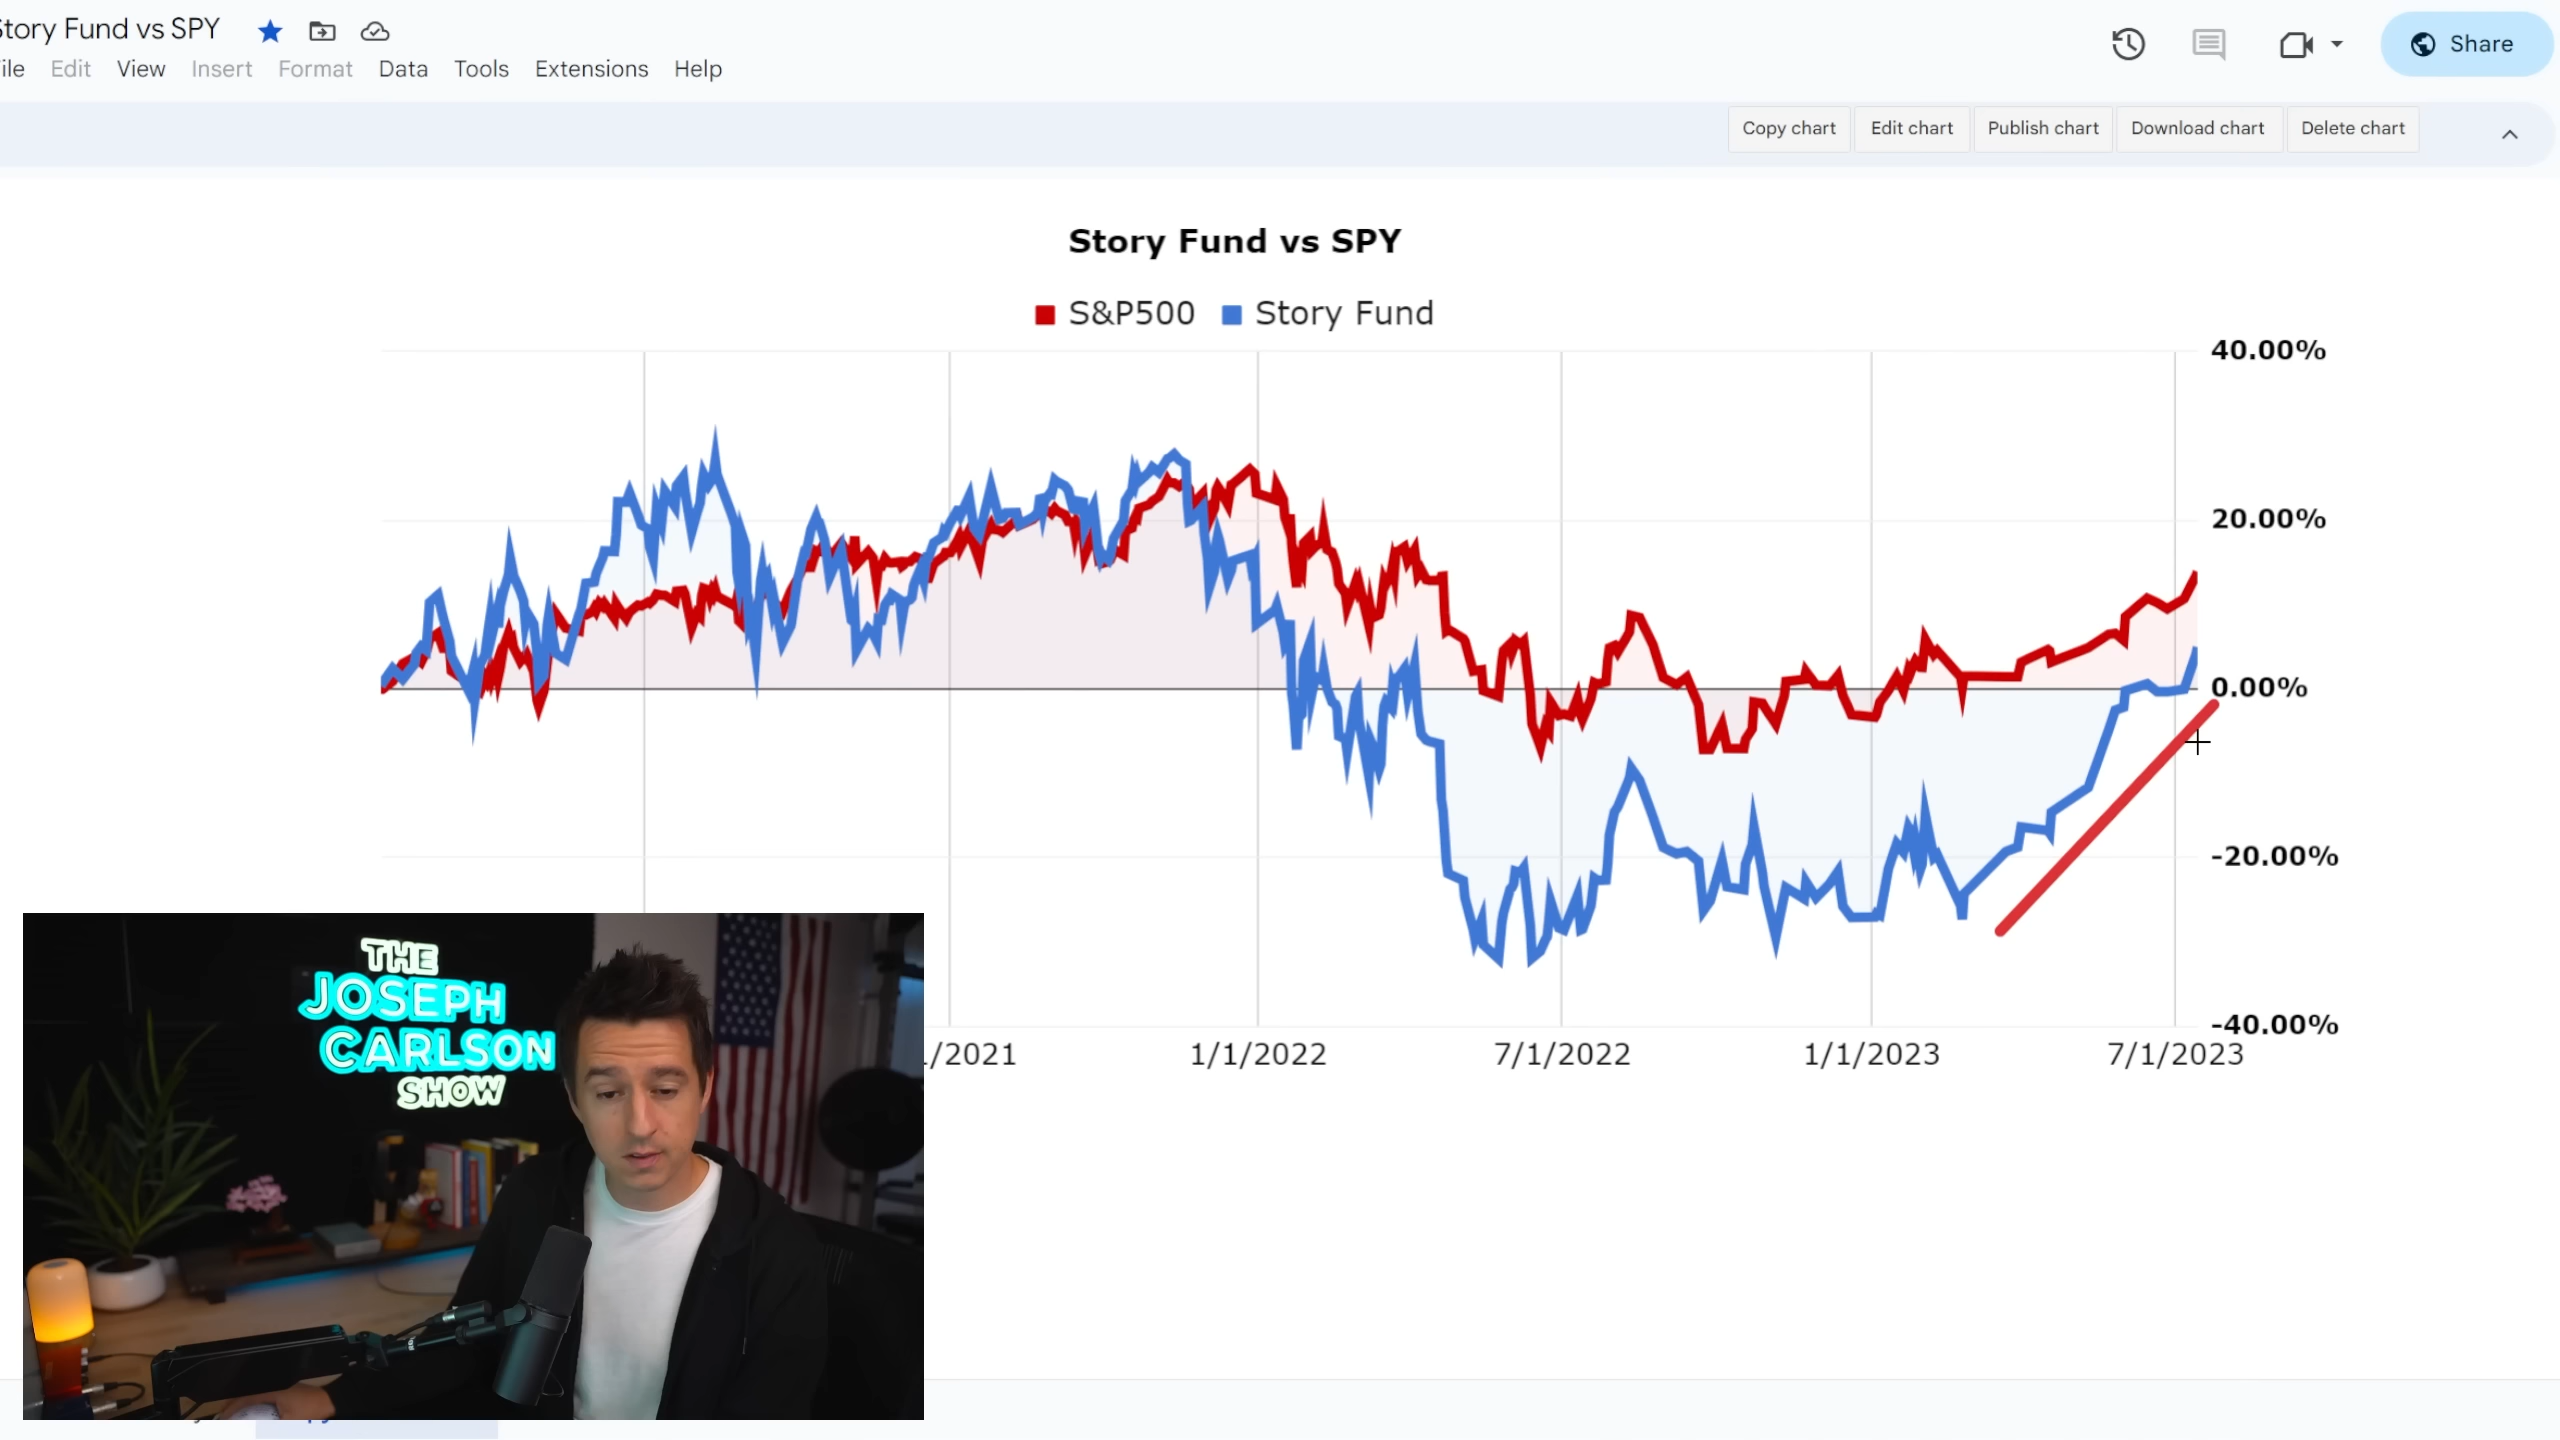 Story Fund vs SPY
ile Edit View Insert Format Data Tools Extensions Help
Share
Copy chart Edit chart Publish chart Download chart Delete chart
Story Fund vs SPY
S&P500 Story Fund
40.00%
20.00%
0.00%
-20.00%
-40.00%
1/2021 1/1/2022 7/1/2022 1/1/2023 7/1/2023
THE
JOSEPH
CARLSON
SHOW